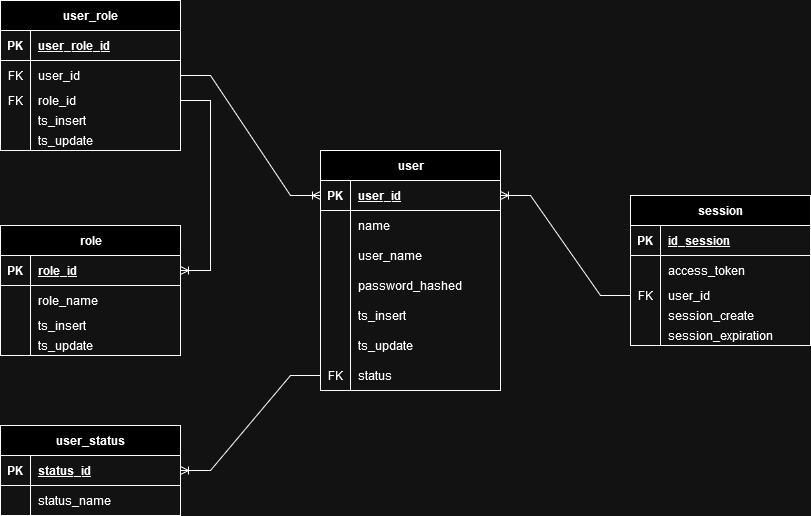 user_role
PK user_role_id
FK user_id
FK role_id
ts_insert
ts_update
role
PK role_id
role_name
ts_insert
ts_update
user_status
PK status_id
status_name
user
PK user_id
name
user_name
password_hashed
ts_insert
ts_update
FK status
session
PK id_session
access_token
FK user_id
session_create
session_expiration